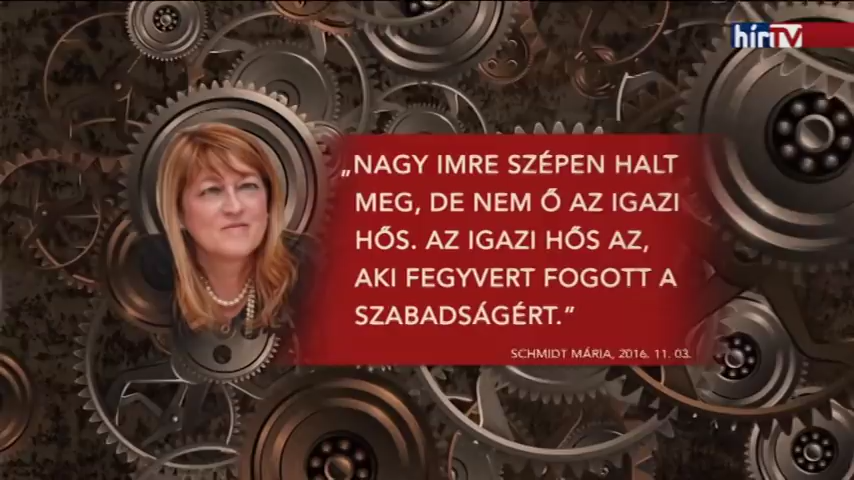 hírTV
„NAGY IMRE SZÉPEN HALT
MEG, DE NEM Ő AZ IGAZI
HŐS. AZ IGAZI HŐS AZ,
AKI FEGYVERT FOGOTT A
SZABADSÁGÉRT.”
SCHMIDT MÁRIA, 2016. 11. 03.